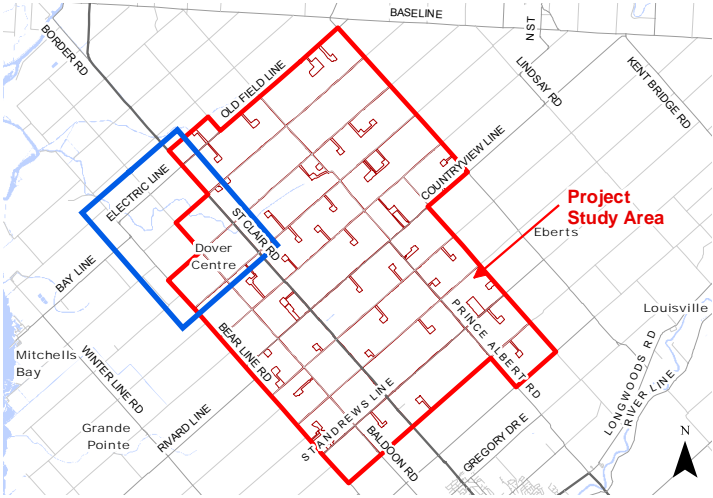 BASELINE
BORDER RD
N ST
LINDSAY RD
KENT BRIDGE RD
OLD FIELD LINE
COUNTRYVIEW LINE
ELECTRIC LINE
Project
Study Area
ST CLAIR RD
Eberts
Dover
Centre
BAY LINE
Louisville
PRINCE ALBERT RD
BEAR LINE RD
LONGWOODS RD
RIVER LINE
Mitchells
Bay
WINTER LINE RD
Grande
Pointe
RIVARD LINE
ST ANDREWS LINE
BALDOON RD
GREGORY DR E
N